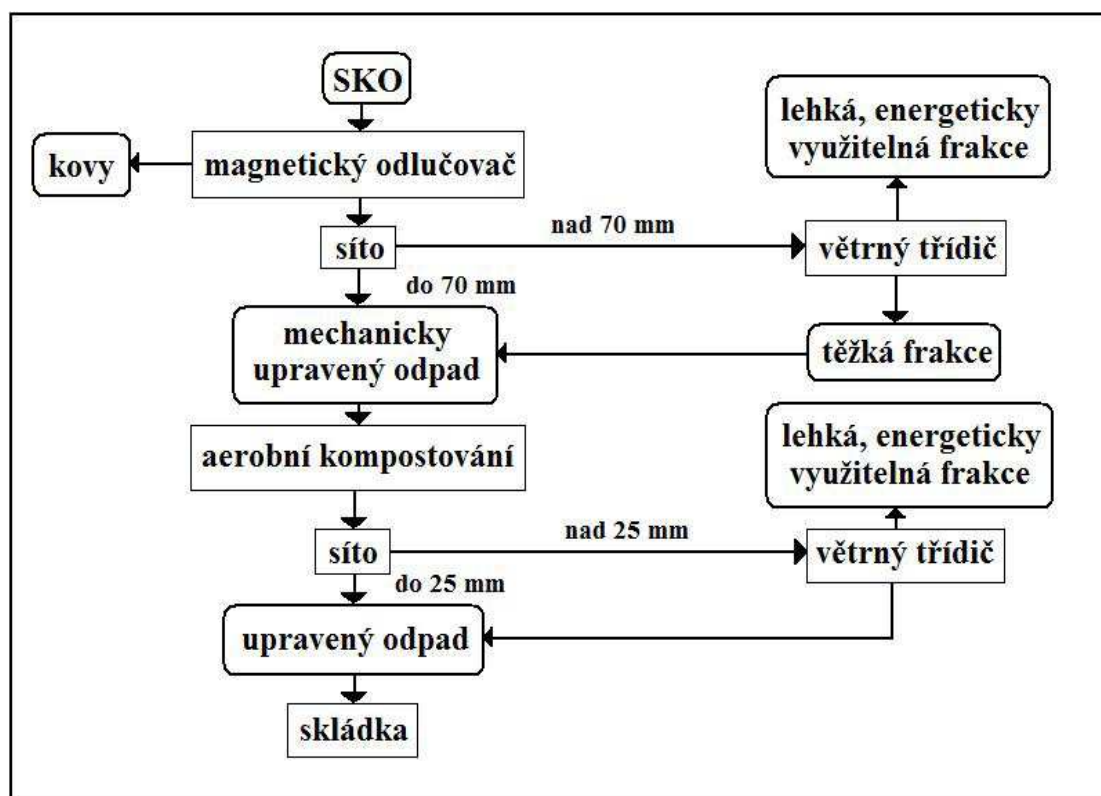 SKO
lehká, energeticky
využitelná frakce
kovy
magnetický odlučovač
nad 70 mm
síto
větrný třídič
do 70 mm
mechanicky
upravený odpad
těžká frakce
lehká, energeticky
využitelná frakce
aerobní kompostování
nad 25 mm
síto
větrný třídič
do 25 mm
upravený odpad
skládka